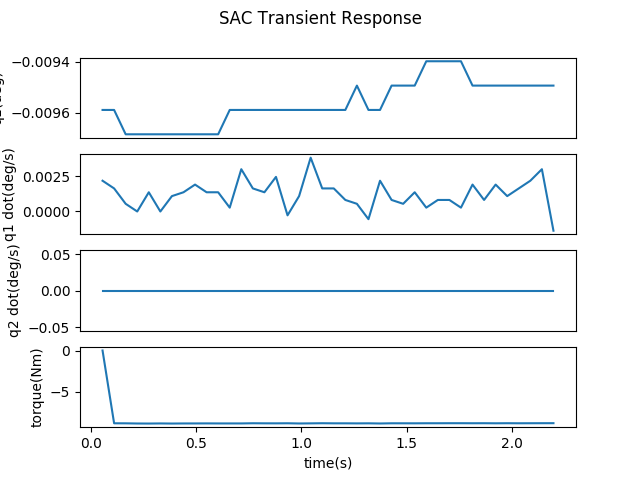 SAC Transient Response
−0.0094
−0.0096
0.0025
0.0000
q1 dot(deg/s)
0.05
0.00
−0.05
q2 dot(deg/s)
0
−5
torque(Nm)
0.0 0.5 1.0 1.5 2.0
time(s)